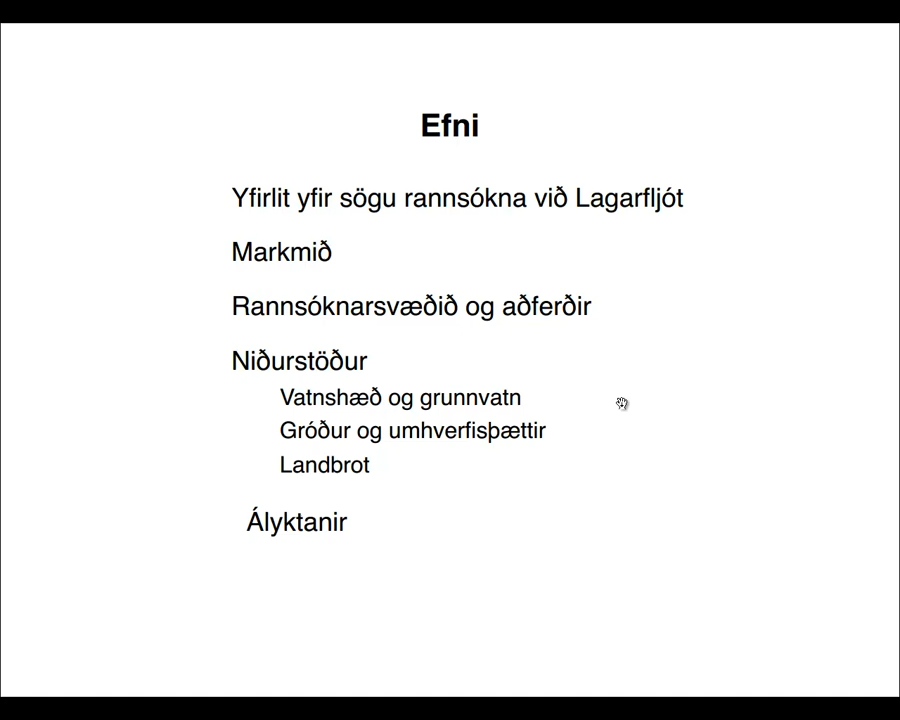 Efni
Yfirlit yfir sögu rannsókna við Lagarfljót
Markmið
Rannsóknarsvæðið og aðferðir
Niðurstöður
Vatnshæð og grunnvatn
Gróður og umhverfisþættir
Landbrot
Ályktanir